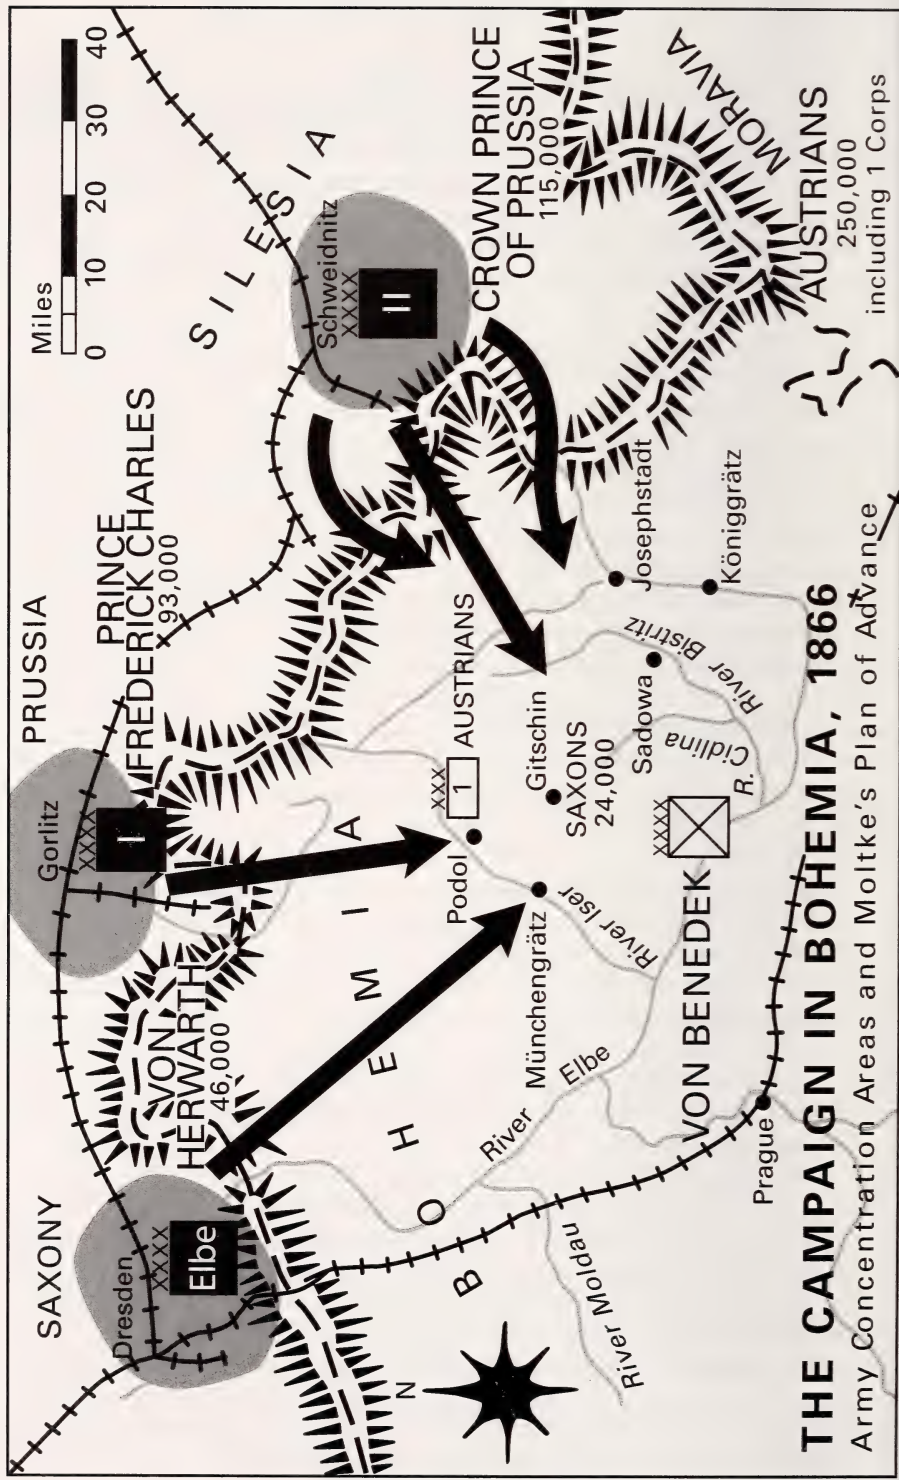 Miles
0 10 20 30 40
SAXONY
PRUSSIA
SILESIA
Dresden
XXXX
Elbe
VON
HERWARTH
46,000
Gorlitz
XXXX
I
PRINCE
FREDERICK CHARLES
93,000
Schweidnitz
XXXX
II
CROWN PRINCE
OF PRUSSIA
115,000
MORAVIA
AUSTRIANS
250,000
including 1 Corps
BOHEMIA
N
XXX
1
AUSTRIANS
Podol
Münchengrätz
Gitschin
SAXONS
24,000
Sadowa
Josephstadt
Königgrätz
River Iser
River Bistritz
R. Cidlina
River Elbe
River Moldau
XXXX
VON BENEDEK
Prague
THE CAMPAIGN IN BOHEMIA, 1866
Army Concentration Areas and Moltke's Plan of Advance